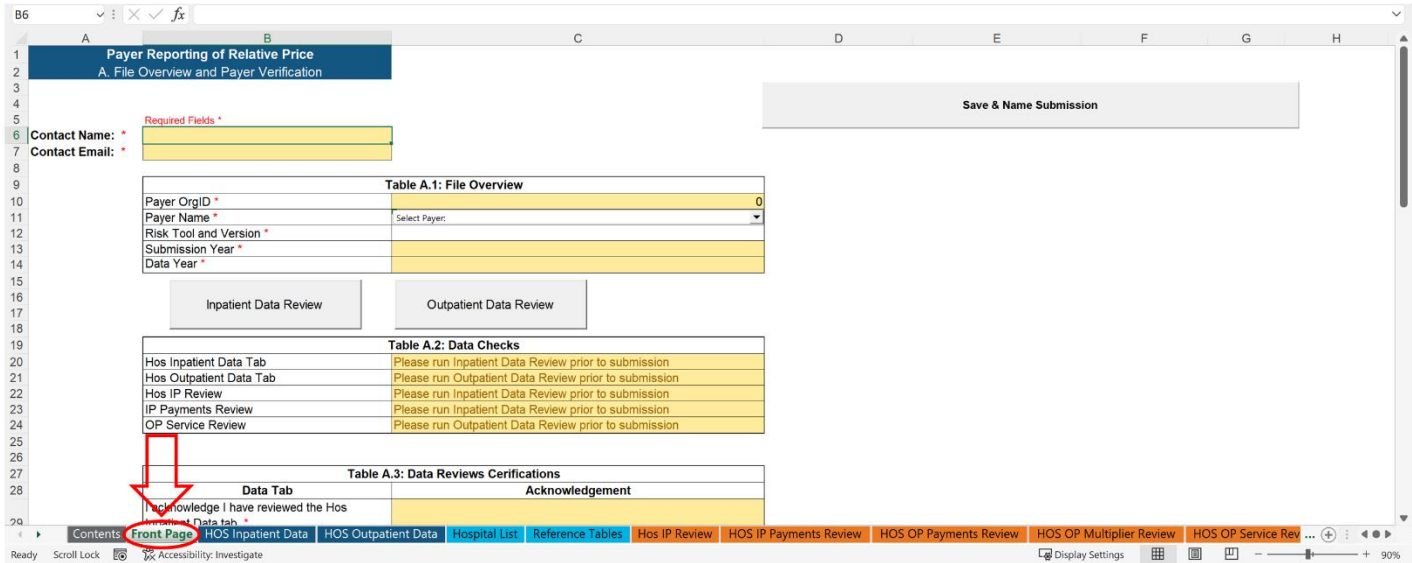 B6
fx
A B C D E F G H
1 Payer Reporting of Relative Price
2 A. File Overview and Payer Verification
3
4 Save & Name Submission
5 Required Fields *
6 Contact Name: *
7 Contact Email: *
8
9 Table A.1: File Overview
10 Payer OrgID * 0
11 Payer Name * Select Payer:
12 Risk Tool and Version *
13 Submission Year *
14 Data Year *
15
16 Inpatient Data Review Outpatient Data Review
17
18
19 Table A.2: Data Checks
20 Hos Inpatient Data Tab Please run Inpatient Data Review prior to submission
21 Hos Outpatient Data Tab Please run Outpatient Data Review prior to submission
22 Hos IP Review Please run Inpatient Data Review prior to submission
23 IP Payments Review Please run Inpatient Data Review prior to submission
24 OP Service Review Please run Outpatient Data Review prior to submission
25
26
27 Table A.3: Data Reviews Cerifications
28 Data Tab Acknowledgement
I acknowledge I have reviewed the Hos
29 Inpatient Data tab. *
Contents Front Page HOS Inpatient Data HOS Outpatient Data Hospital List Reference Tables Hos IP Review HOS IP Payments Review HOS OP Payments Review HOS OP Multiplier Review HOS OP Service Rev ...
Ready Scroll Lock Accessibility: Investigate Display Settings 90%